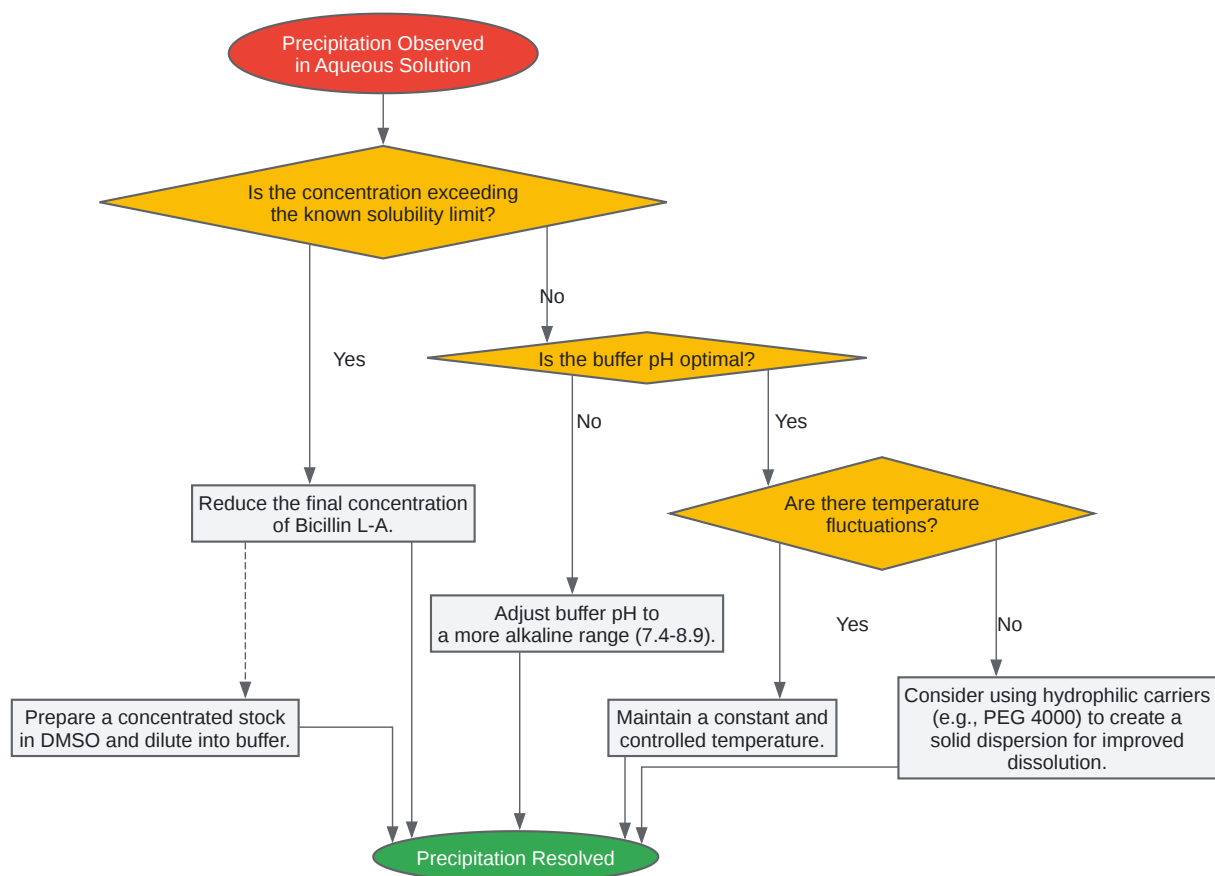 Precipitation Observed
in Aqueous Solution
Is the concentration exceeding
the known solubility limit?
No
Yes
Is the buffer pH optimal?
No
Yes
Reduce the final concentration
of Bicillin L-A.
Are there temperature
fluctuations?
Adjust buffer pH to
a more alkaline range (7.4-8.9).
Yes
No
Prepare a concentrated stock
in DMSO and dilute into buffer.
Maintain a constant and
controlled temperature.
Consider using hydrophilic carriers
(e.g., PEG 4000) to create a
solid dispersion for improved
dissolution.
Precipitation Resolved